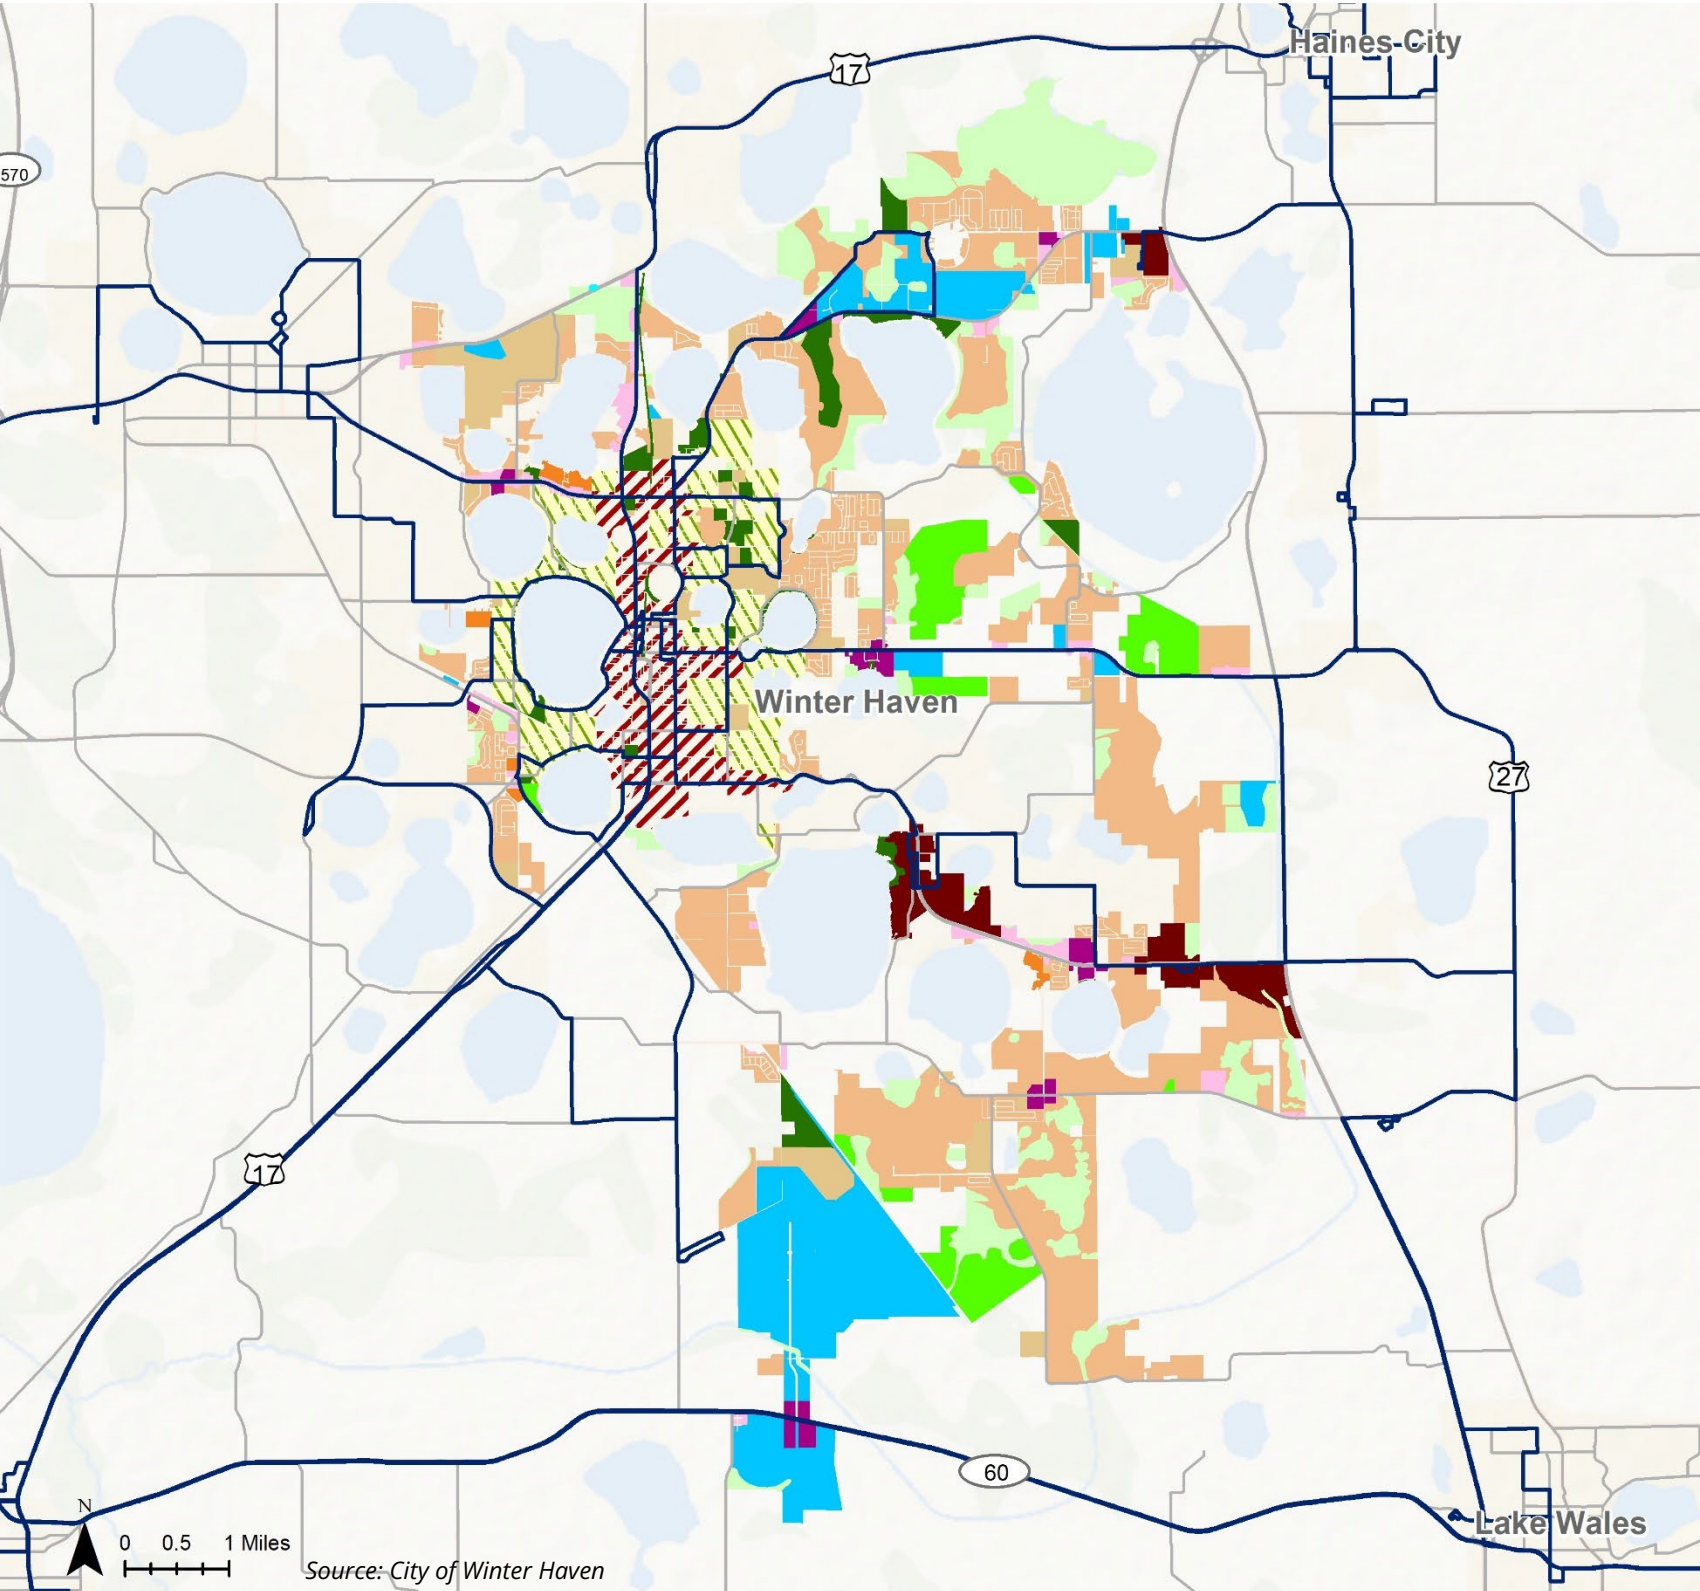 Haines City
17
570
Winter Haven
27
17
60
N
0 0.5 1 Miles
Lake Wales
Source: City of Winter Haven